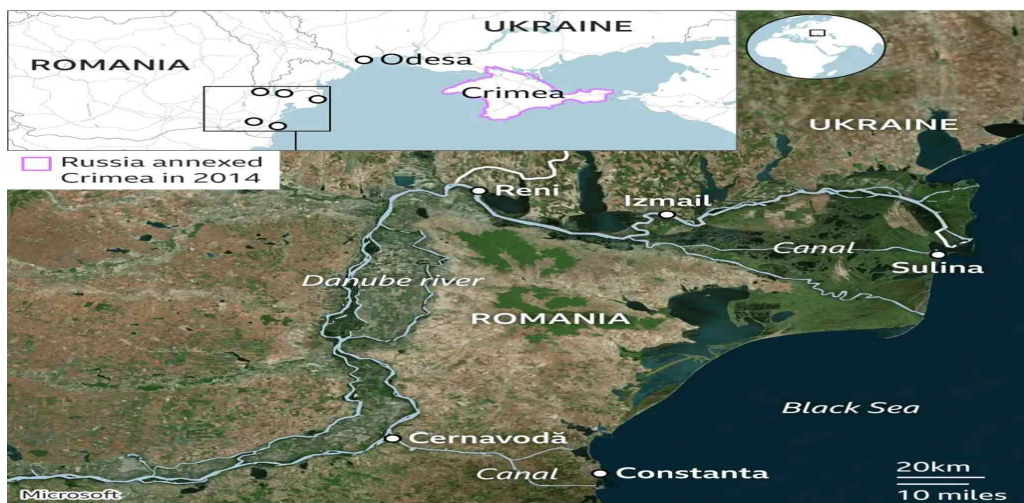 UKRAINE
ROMANIA
Odesa
Crimea
Russia annexed
Crimea in 2014
UKRAINE
Reni
Izmail
Canal
Sulina
Danube river
ROMANIA
Black Sea
Cernavodă
Canal
Constanta
20km
10 miles
Microsoft